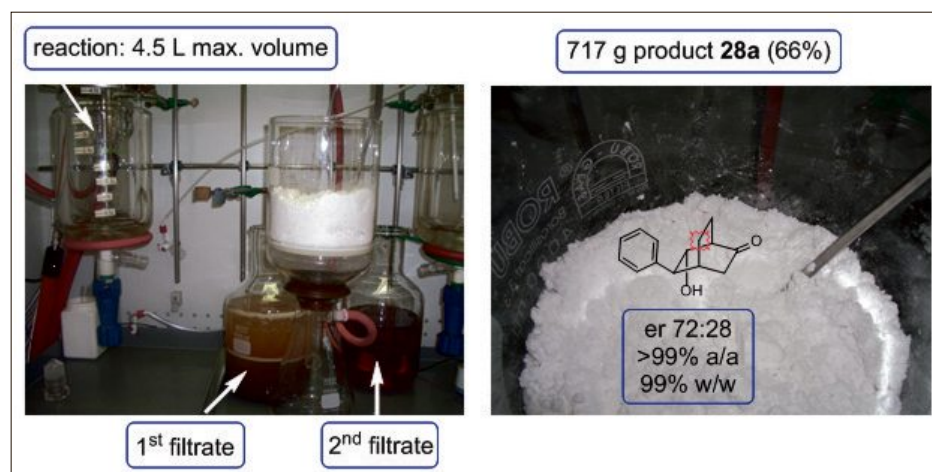 reaction: 4.5 L max. volume
717 g product 28a (66%)
O
OH
er 72:28
>99% a/a
99% w/w
1st filtrate
2nd filtrate